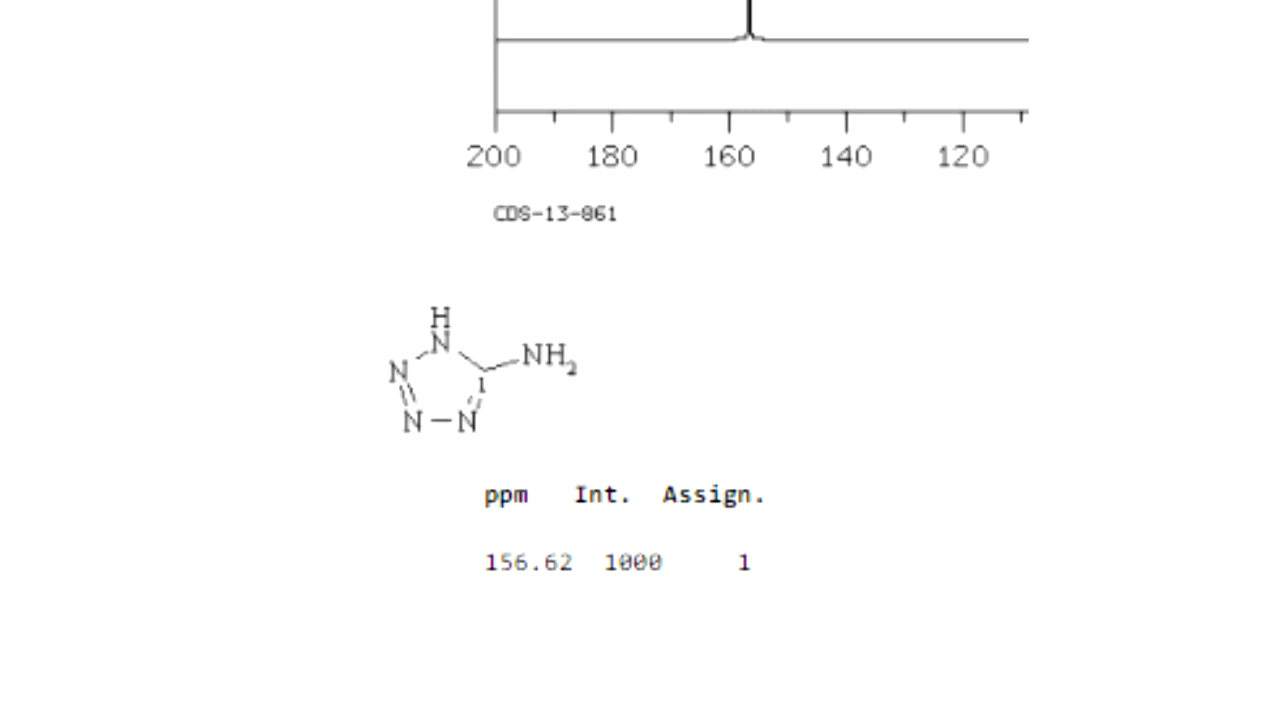 200 180 160 140 120
CDS-13-861
H
N NH2
N 1
N N
ppm Int. Assign.
156.62 1000 1